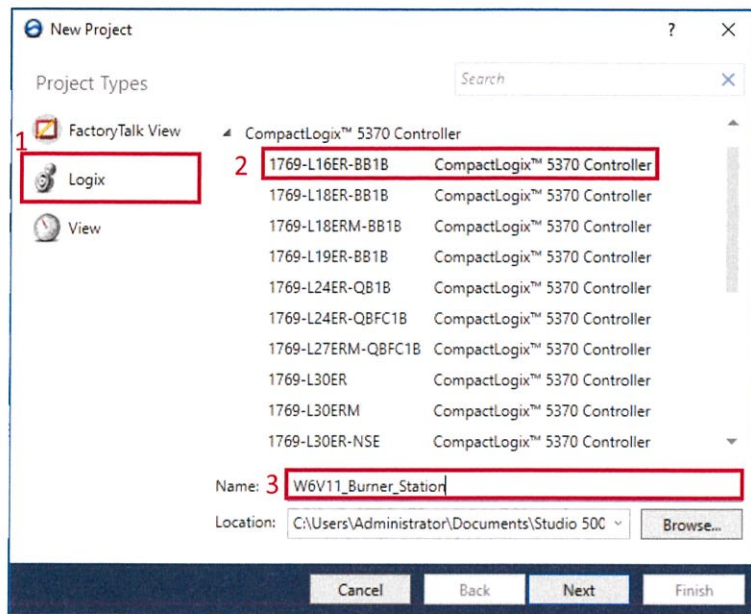 New Project
Project Types
Search
FactoryTalk View
1
Logix
View
CompactLogix™ 5370 Controller
2 1769-L16ER-BB1B CompactLogix™ 5370 Controller
1769-L18ER-BB1B CompactLogix™ 5370 Controller
1769-L18ERM-BB1B CompactLogix™ 5370 Controller
1769-L19ER-BB1B CompactLogix™ 5370 Controller
1769-L24ER-QB1B CompactLogix™ 5370 Controller
1769-L24ER-QBFC1B CompactLogix™ 5370 Controller
1769-L27ERM-QBFC1B CompactLogix™ 5370 Controller
1769-L30ER CompactLogix™ 5370 Controller
1769-L30ERM CompactLogix™ 5370 Controller
1769-L30ER-NSE CompactLogix™ 5370 Controller
Name: 3 W6V11_Burner_Station
Location: C:\Users\Administrator\Documents\Studio 500 Browse...
Cancel Back Next Finish